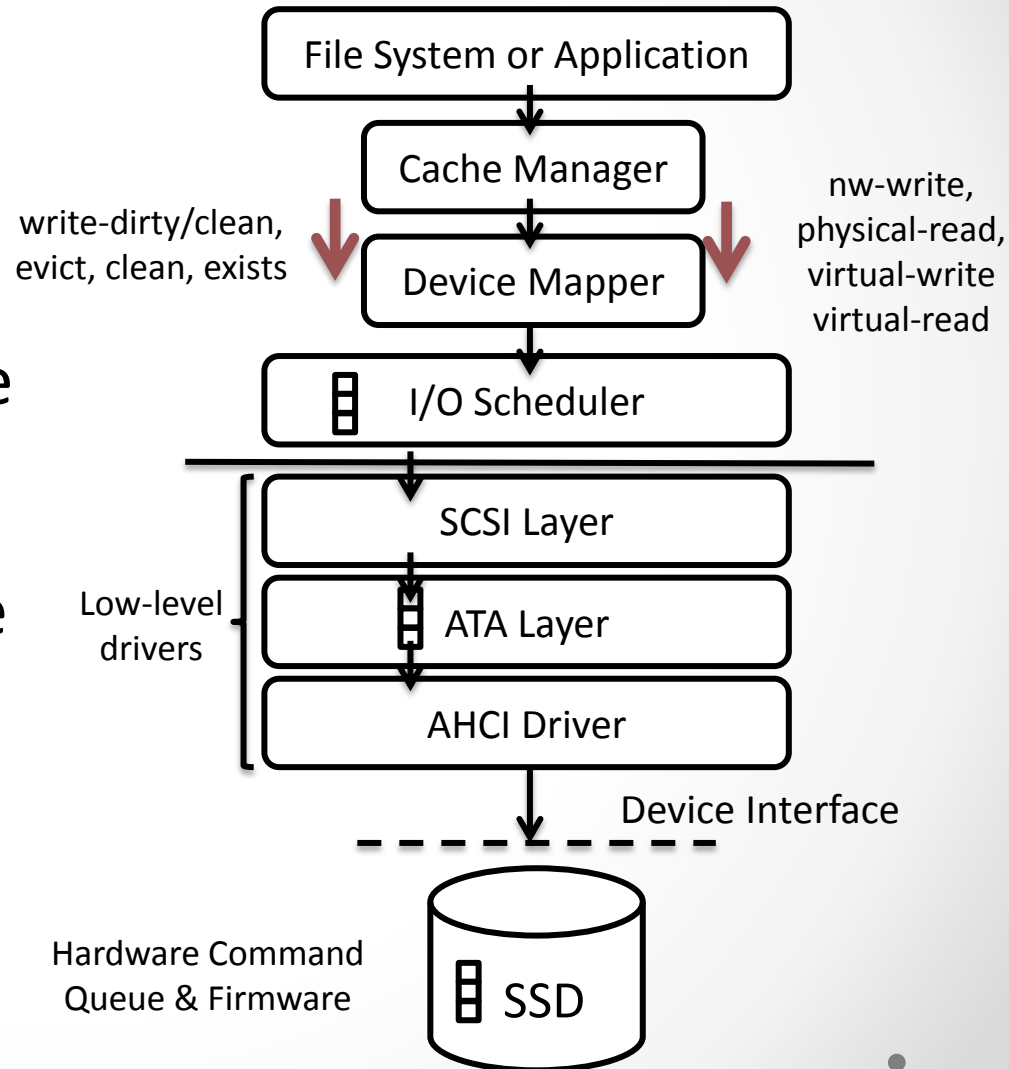 File System or Application
Cache Manager
write-dirty/clean,
evict, clean, exists
nw-write,
physical-read,
virtual-write
virtual-read
Device Mapper
I/O Scheduler
SCSI Layer
Low-level
drivers
ATA Layer
AHCI Driver
Device Interface
Hardware Command
Queue & Firmware
SSD